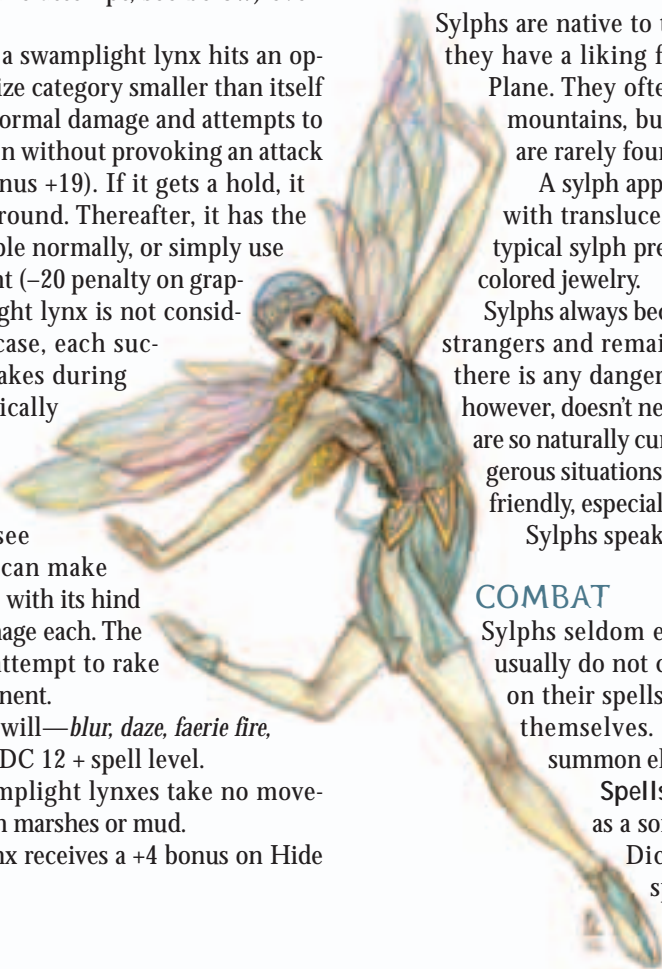 a swamplight lynx hits an op-
ize category smaller than itself
ormal damage and attempts to
n without provoking an attack
nus +19). If it gets a hold, it
round. Thereafter, it has the
ple normally, or simply use
nt (–20 penalty on grap-
ght lynx is not consid-
case, each suc-
akes during
ically
see
can make
with its hind
mage each. The
attempt to rake
nent.
will—blur, daze, faerie fire,
DC 12 + spell level.
mplight lynxes take no move-
n marshes or mud.
nx receives a +4 bonus on Hide
Sylphs are native to t
they have a liking f
Plane. They ofte
mountains, bu
are rarely foun
A sylph app
with transluce
typical sylph pre
colored jewelry.
Sylphs always bec
strangers and remai
there is any danger
however, doesn't ne
are so naturally cur
gerous situations
friendly, especial
Sylphs speak
COMBAT
Sylphs seldom e
usually do not c
on their spells
themselves.
summon el
Spells
as a sor
Dic
sp